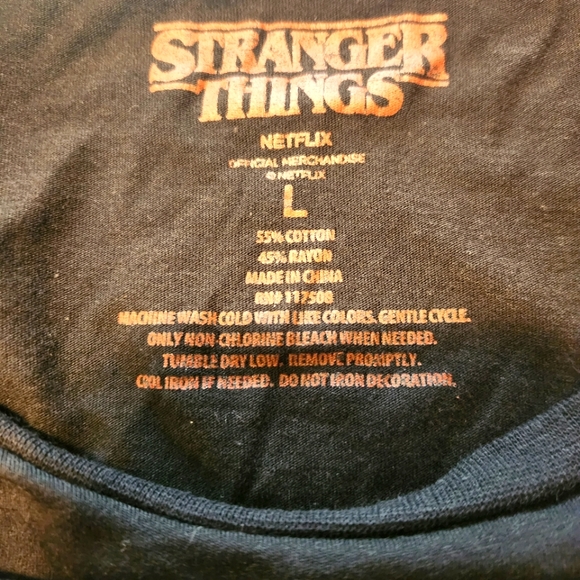 STRANGER
THINGS
NETFLIX
OFFICIAL MERCHANDISE
© NETFLIX
L
55% COTTON
45% RAYON
MADE IN CHINA
RN# 117508
MACHINE WASH COLD WITH LIKE COLORS. GENTLE CYCLE.
ONLY NON-CHLORINE BLEACH WHEN NEEDED.
TUMBLE DRY LOW. REMOVE PROMPTLY.
COOL IRON IF NEEDED. DO NOT IRON DECORATION.